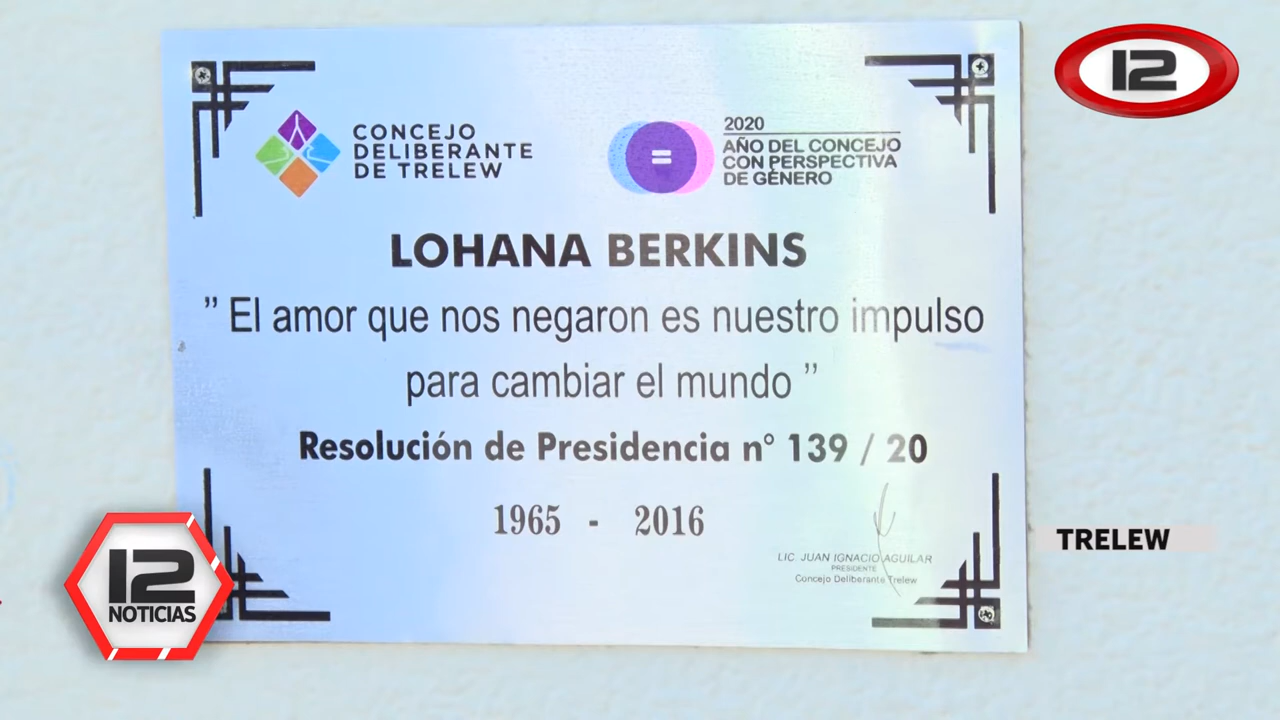 12
CONCEJO
DELIBERANTE
DE TRELEW
2020
AÑO DEL CONCEJO
CON PERSPECTIVA
DE GÉNERO
LOHANA BERKINS
” El amor que nos negaron es nuestro impulso
para cambiar el mundo ”
Resolución de Presidencia n° 139 / 20
1965 - 2016
LIC. JUAN IGNACIO AGUILAR
PRESIDENTE
Concejo Deliberante Trelew
TRELEW
12
NOTICIAS